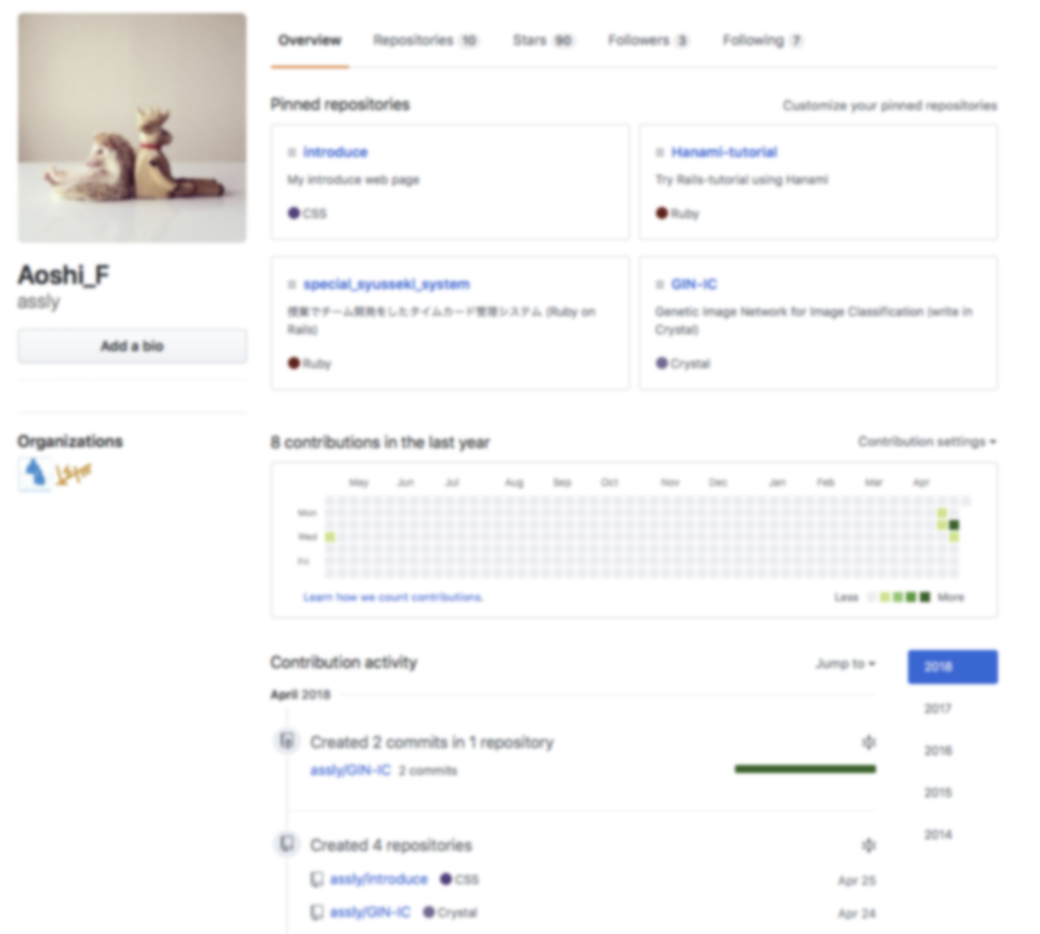 Overview Repositories 10 Stars 90 Followers 3 Following 7
Pinned repositories
Customize your pinned repositories
introduce
My introduce web page
CSS
Hanami-tutorial
Try Rails-tutorial using Hanami
Ruby
special_syusseki_system
授業でチーム開発をしたタイムカード管理システム (Ruby on
Rails)
Ruby
GIN-IC
Genetic Image Network for Image Classification (write in
Crystal)
Crystal
Aoshi_F
assly
Add a bio
Organizations
8 contributions in the last year
Contribution settings
May Jun Jul Aug Sep Oct Nov Dec Jan Feb Mar Apr
Mon
Wed
Fri
Learn how we count contributions.
Less More
Contribution activity
Jump to
2018
2017
2016
2015
2014
April 2018
Created 2 commits in 1 repository
assly/GIN-IC 2 commits
Created 4 repositories
assly/introduce CSS Apr 25
assly/GIN-IC Crystal Apr 24